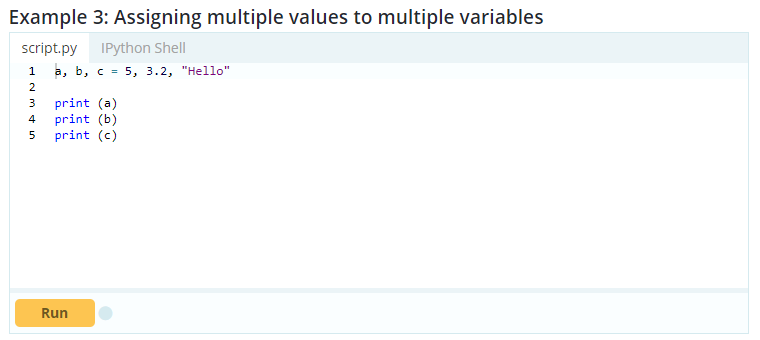 Example 3: Assigning multiple values to multiple variables
script.py IPython Shell
1 a, b, c = 5, 3.2, "Hello"
2
3 print (a)
4 print (b)
5 print (c)
Run